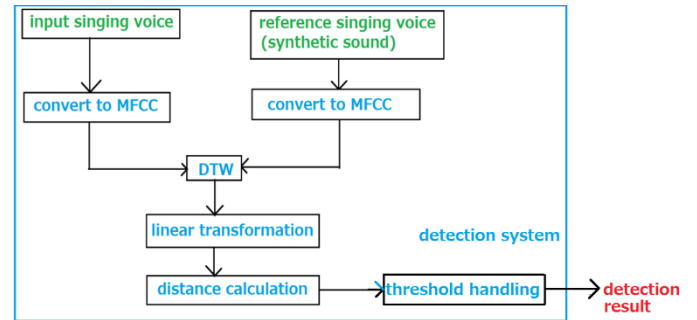 input singing voice
reference singing voice
(synthetic sound)
convert to MFCC
convert to MFCC
DTW
linear transformation
detection system
distance calculation
threshold handling
detection
result